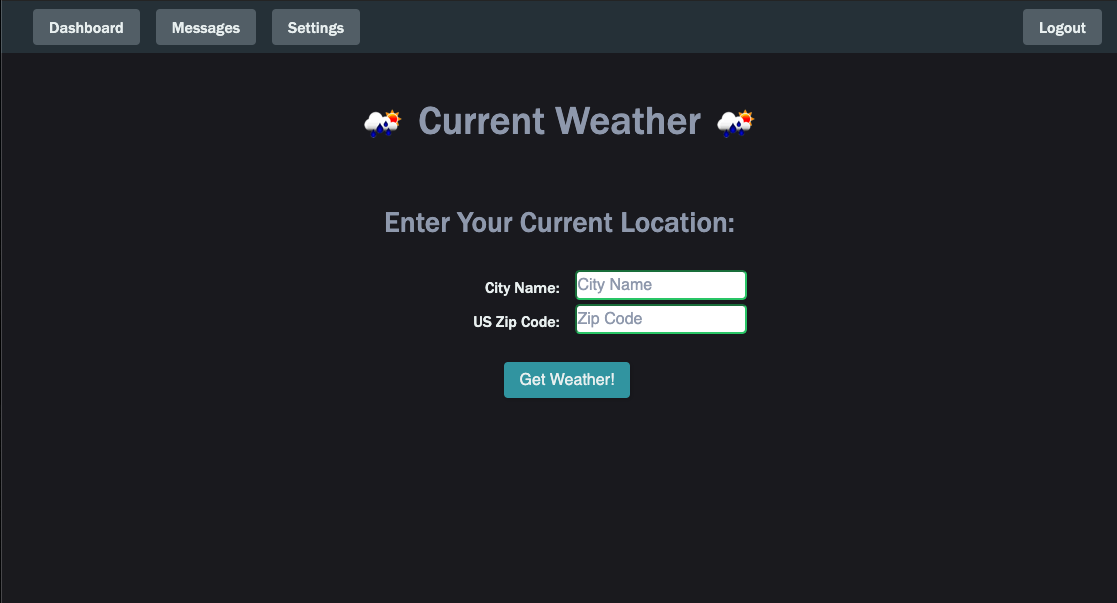 Dashboard Messages Settings Logout
Current Weather
Enter Your Current Location:
City Name: City Name
US Zip Code: Zip Code
Get Weather!